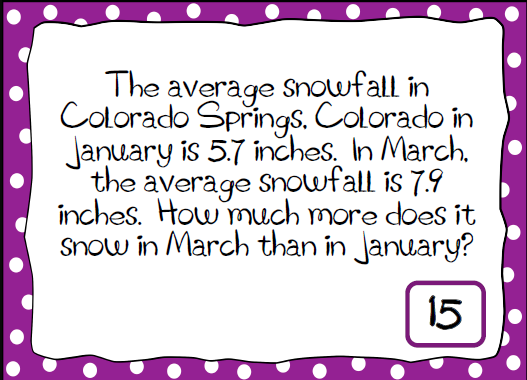 The average snowfall in
Colorado Springs, Colorado in
January is 5.7 inches. In March,
the average snowfall is 7.9
inches. How much more does it
snow in March than in January?
15